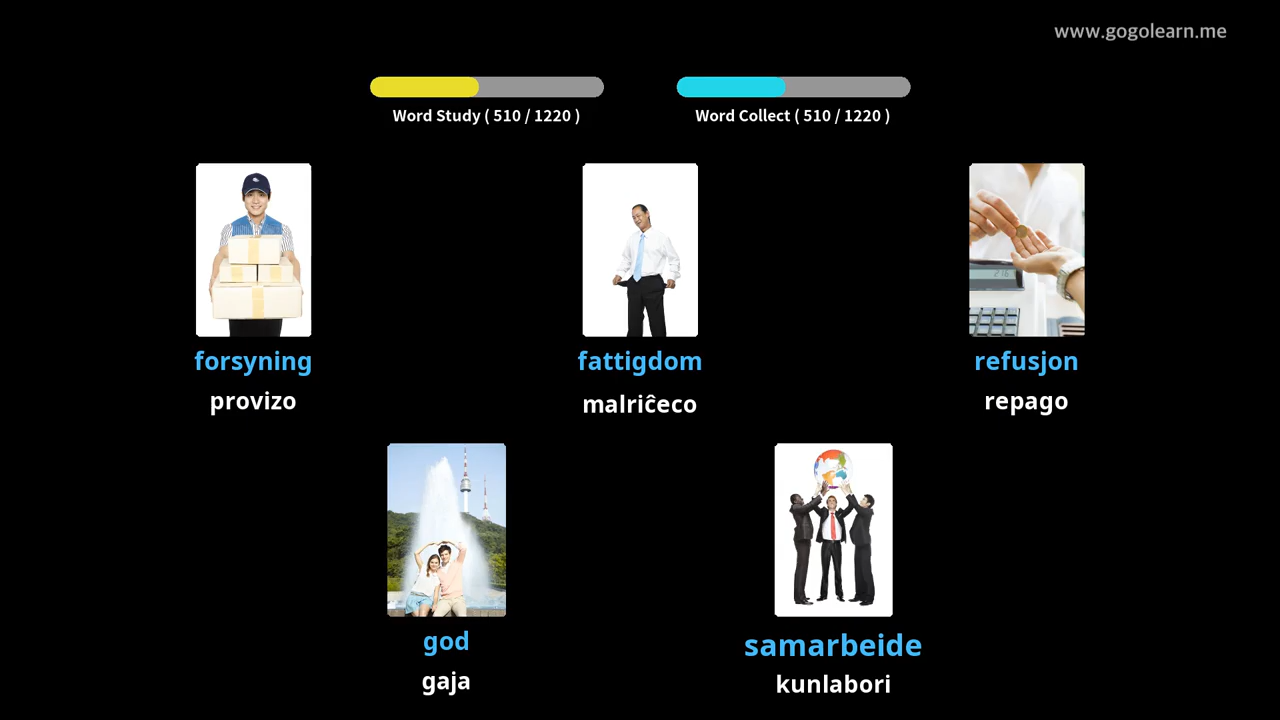 www.gogolearn.me
Word Study ( 510 / 1220 )
Word Collect ( 510 / 1220 )
forsyning
provizo
fattigdom
malriĉeco
refusjon
repago
god
gaja
samarbeide
kunlabori